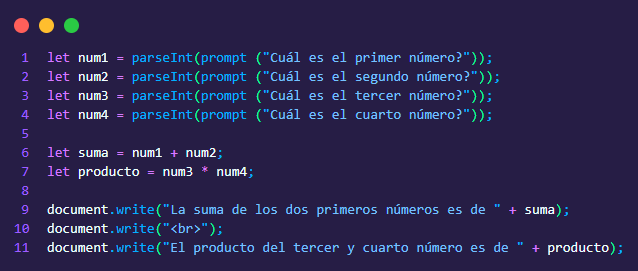 1 let num1 = parseInt(prompt ("Cuál es el primer número?"));
2 let num2 = parseInt(prompt ("Cuál es el segundo número?"));
3 let num3 = parseInt(prompt ("Cuál es el tercer número?"));
4 let num4 = parseInt(prompt ("Cuál es el cuarto número?"));
5
6 let suma = num1 + num2;
7 let producto = num3 * num4;
8
9 document.write("La suma de los dos primeros números es de " + suma);
10 document.write("<br>");
11 document.write("El producto del tercer y cuarto número es de " + producto);